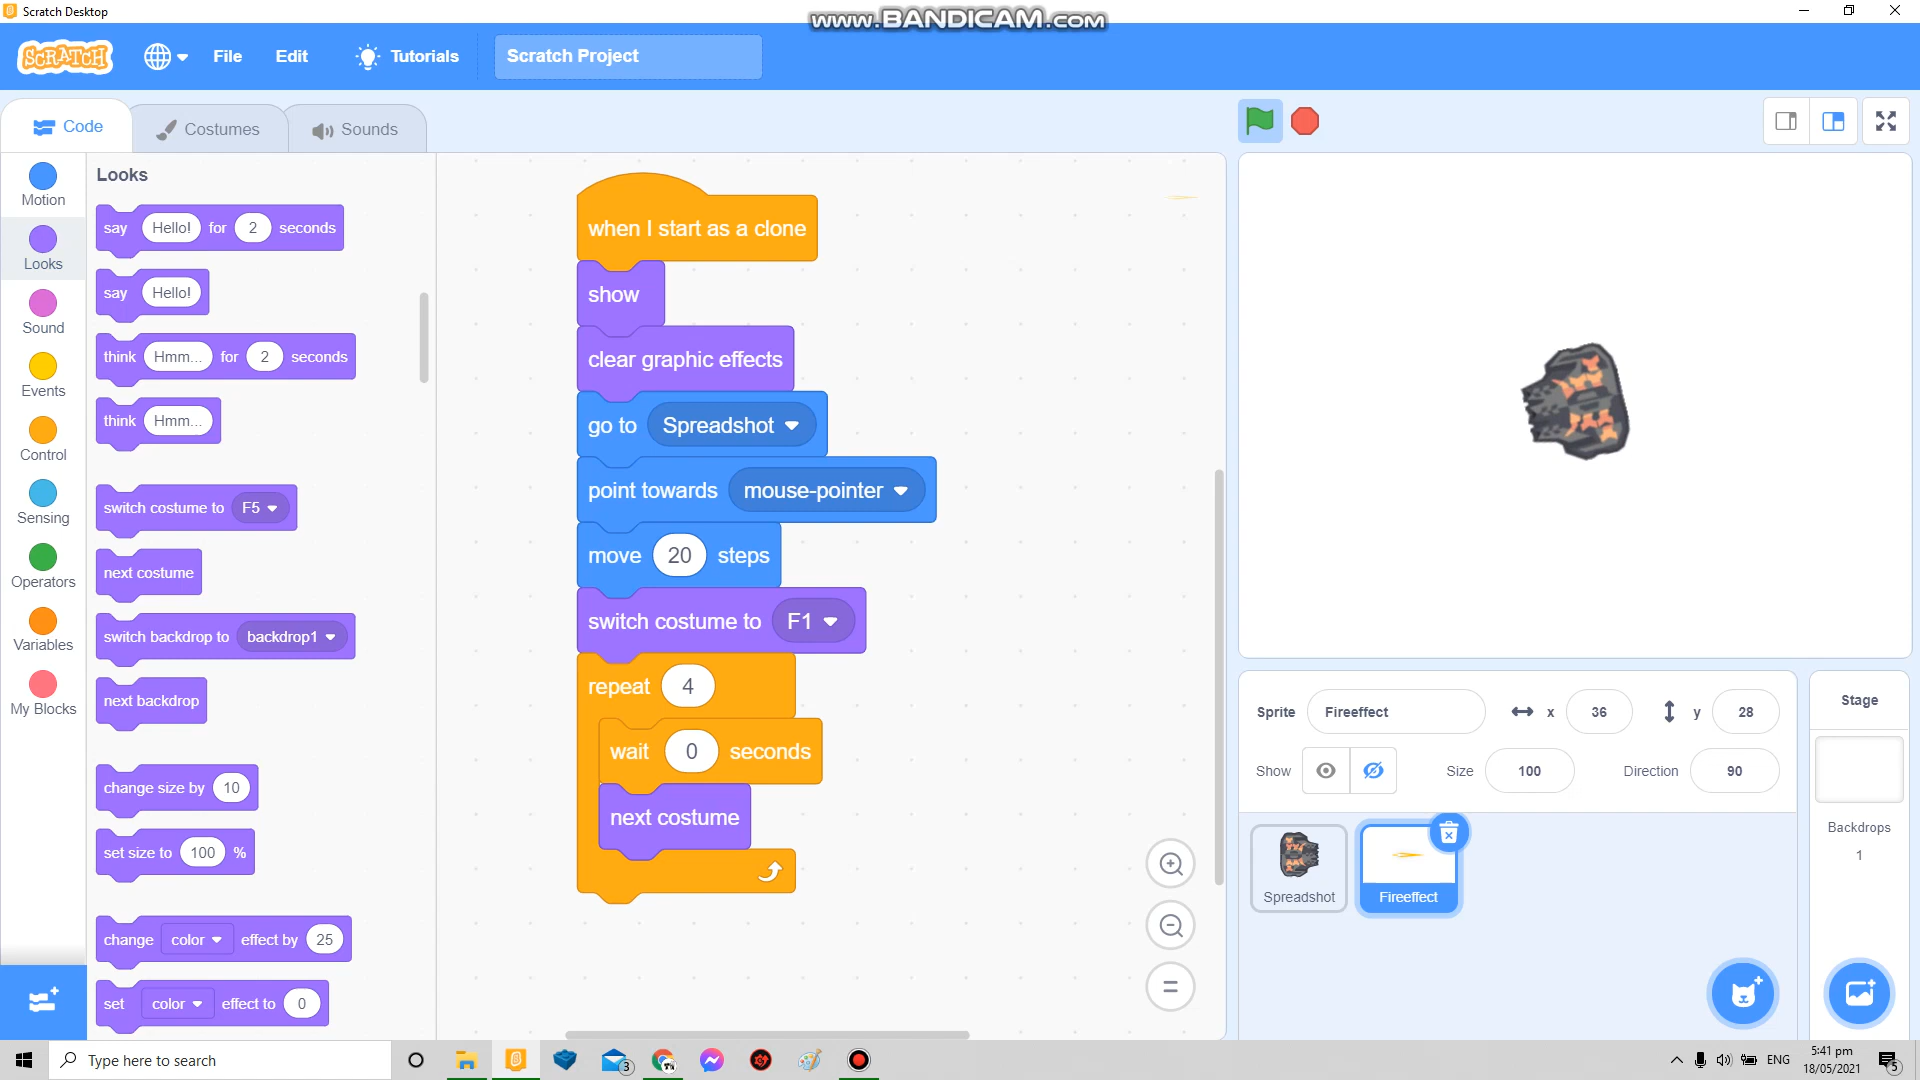 Scratch Desktop
www.BANDICAM.com
SCRATCH
File
Edit
Tutorials
Scratch Project
Code
Costumes
Sounds
Motion
Looks
Sound
Events
Control
Sensing
Operators
Variables
My Blocks
Looks
say Hello! for 2 seconds
say Hello!
think Hmm... for 2 seconds
think Hmm...
switch costume to F5
next costume
switch backdrop to backdrop1
next backdrop
change size by 10
set size to 100 %
change color effect by 25
set color effect to 0
when I start as a clone
show
clear graphic effects
go to Spreadshot
point towards mouse-pointer
move 20 steps
switch costume to F1
repeat 4
wait 0 seconds
next costume
Sprite Fireeffect x 36 y 28
Show Size 100 Direction 90
Spreadshot
Fireeffect
Stage
Backdrops
1
Type here to search
3
ENG
5:41 pm
18/05/2021
5